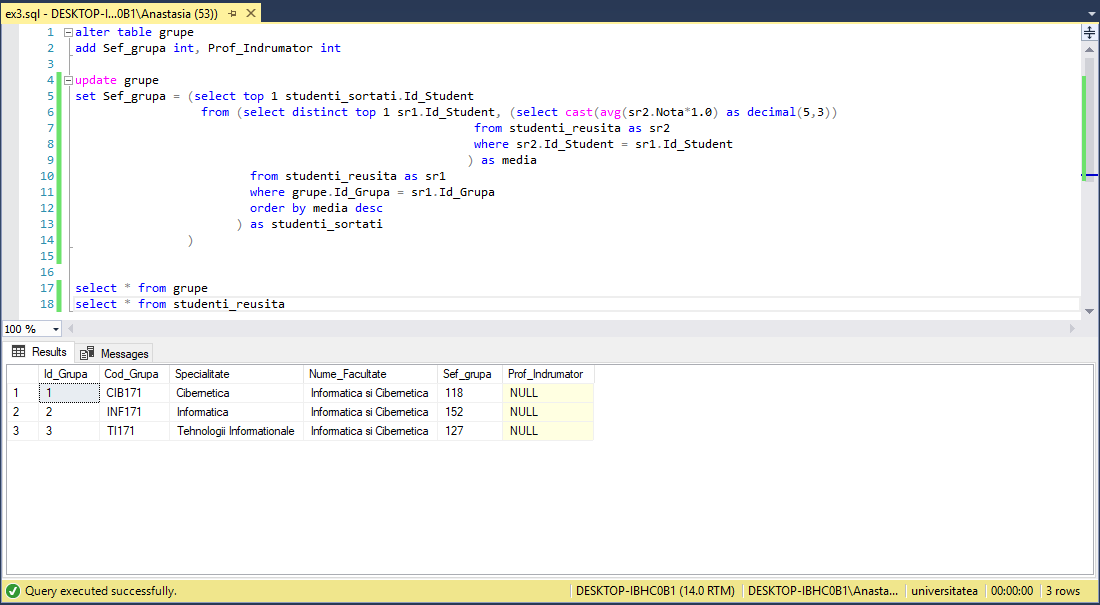 ex3.sql - DESKTOP-I...0B1\Anastasia (53))
1 alter table grupe
2 add Sef_grupa int, Prof_Indrumator int
3
4 update grupe
5 set Sef_grupa = (select top 1 studenti_sortati.Id_Student
6 from (select distinct top 1 sr1.Id_Student, (select cast(avg(sr2.Nota*1.0) as decimal(5,3))
7 from studenti_reusita as sr2
8 where sr2.Id_Student = sr1.Id_Student
9 ) as media
10 from studenti_reusita as sr1
11 where grupe.Id_Grupa = sr1.Id_Grupa
12 order by media desc
13 ) as studenti_sortati
14 )
15
16
17 select * from grupe
18 select * from studenti_reusita
100 %
Results Messages
Id_Grupa Cod_Grupa Specialitate Nume_Facultate Sef_grupa Prof_Indrumator
1 1 CIB171 Cibernetica Informatica si Cibernetica 118 NULL
2 2 INF171 Informatica Informatica si Cibernetica 152 NULL
3 3 TI171 Tehnologii Informationale Informatica si Cibernetica 127 NULL
Query executed successfully. DESKTOP-IBHC0B1 (14.0 RTM) DESKTOP-IBHC0B1\Anasta... universitatea 00:00:00 3 rows